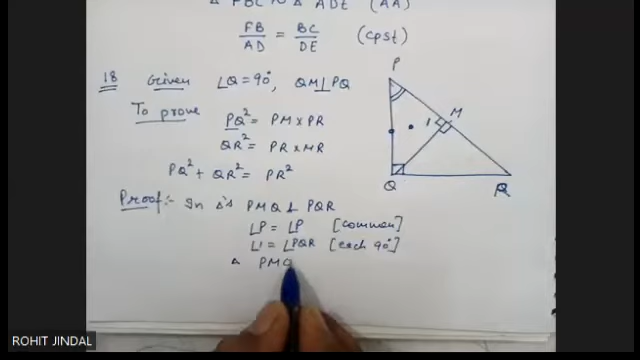 Δ FBC ~ Δ ADE (AA)
FB/AD = BC/DE (cpst)
18 Given ∠Q = 90°, QM⊥PQ
To prove PQ² = PM × PR
QR² = PR × MR
PQ² + QR² = PR²
Proof:- In Δ's PMQ & PQR
∠P = ∠P [common]
∠1 = ∠PQR [each 90°]
Δ PMQ
P
1 M
Q R
ROHIT JINDAL